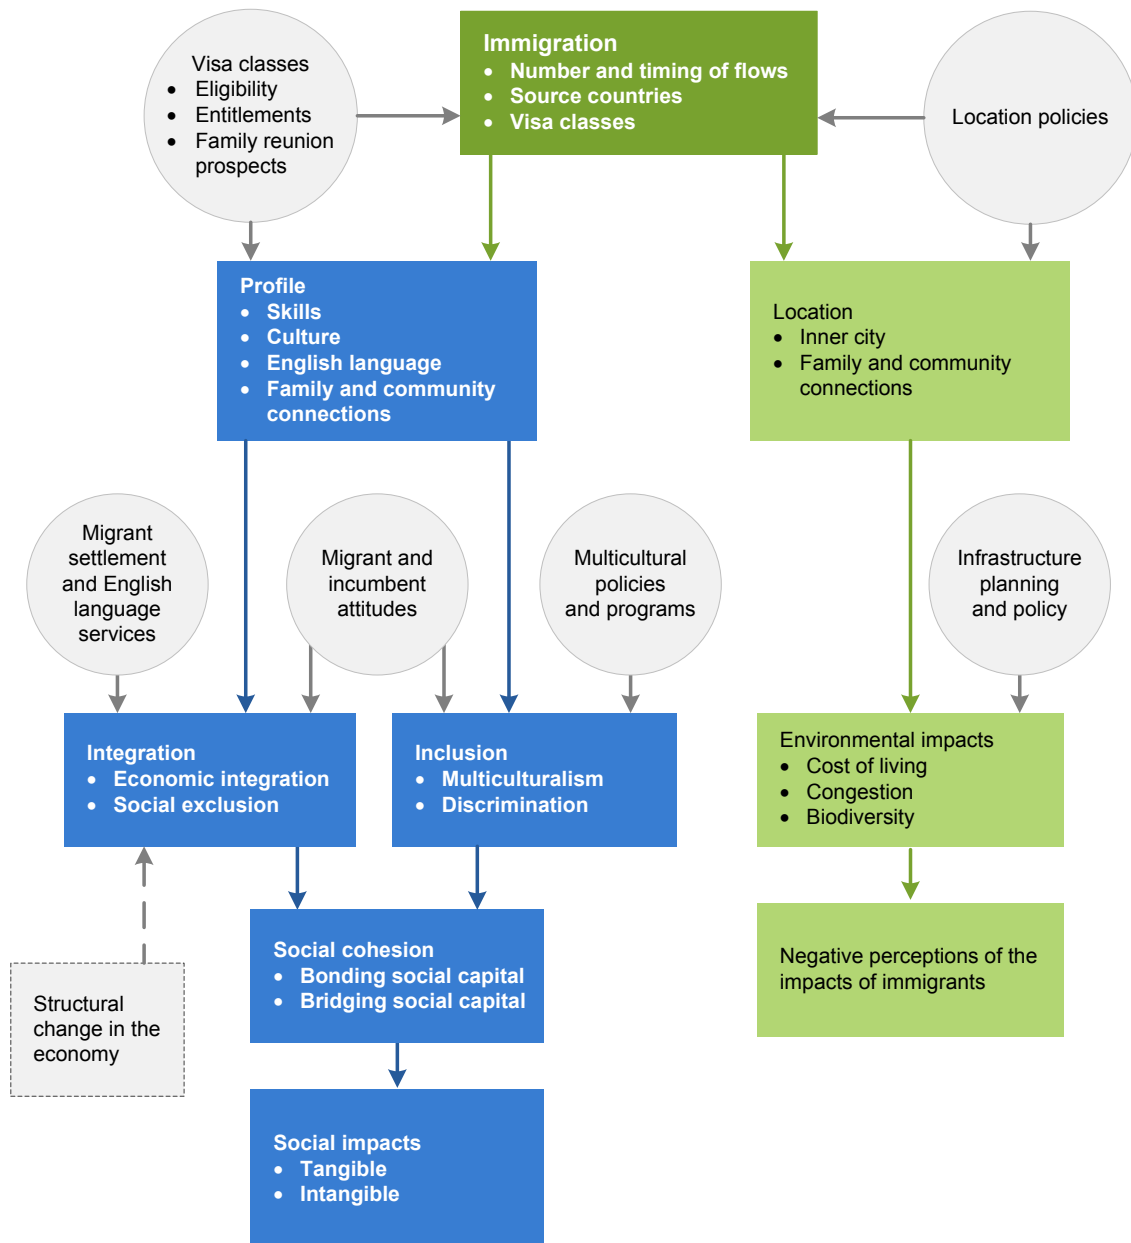 Visa classes
• Eligibility
• Entitlements
• Family reunion
prospects
Immigration
• Number and timing of flows
• Source countries
• Visa classes
Location policies
Profile
• Skills
• Culture
• English language
• Family and community
connections
Location
• Inner city
• Family and community
connections
Migrant
settlement
and English
language
services
Migrant and
incumbent
attitudes
Multicultural
policies
and programs
Infrastructure
planning
and policy
Integration
• Economic integration
• Social exclusion
Inclusion
• Multiculturalism
• Discrimination
Environmental impacts
• Cost of living
• Congestion
• Biodiversity
Structural
change in the
economy
Social cohesion
• Bonding social capital
• Bridging social capital
Negative perceptions of the
impacts of immigrants
Social impacts
• Tangible
• Intangible